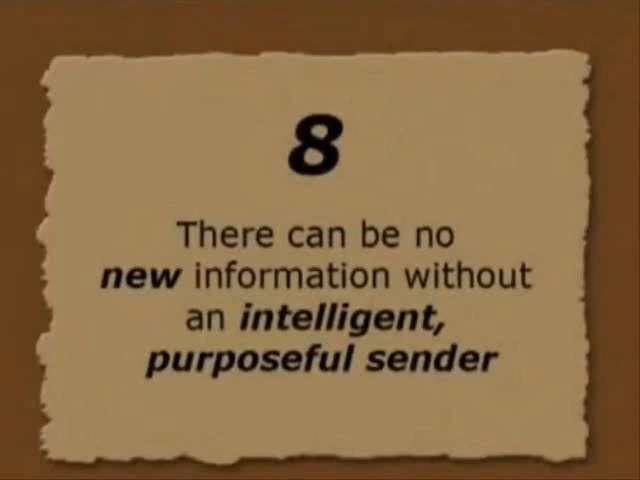 8
There can be no
new information without
an intelligent,
purposeful sender